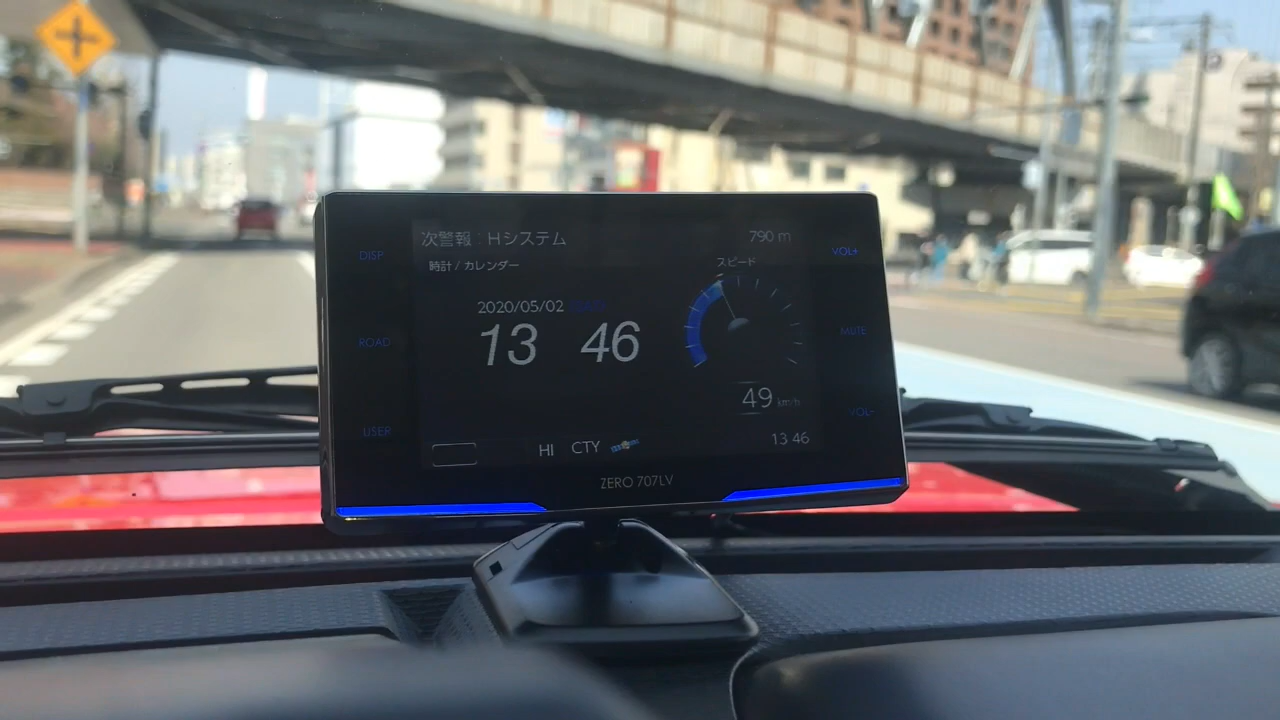 次警報：Hシステム 790 m
時計 / カレンダー
スピード
DISP
VOL+
2020/05/02 (SAT)
13 46
ROAD
MUTE
49 km/h
VOL-
USER
HI CTY
13 46
ZERO 707LV